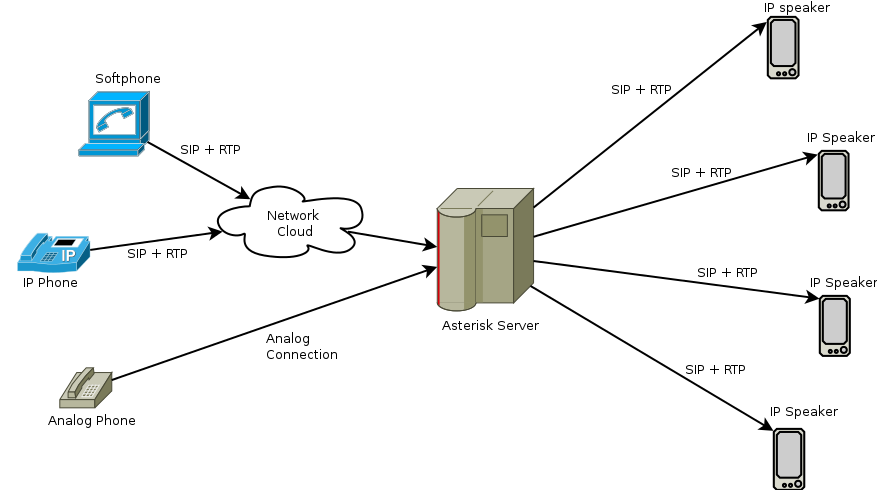 IP speaker
Softphone
SIP + RTP
IP Speaker
SIP + RTP
SIP + RTP
Network
Cloud
IP
SIP + RTP
IP Phone
SIP + RTP
IP Speaker
Asterisk Server
Analog
Connection
SIP + RTP
IP Speaker
Analog Phone